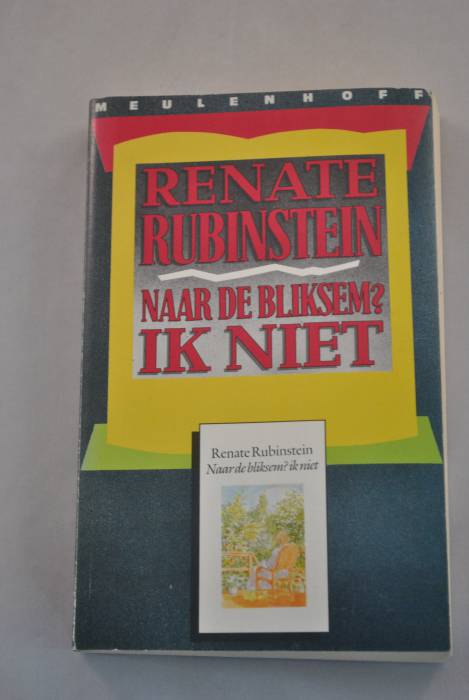 MEULENHOFF
RENATE
RUBINSTEIN
NAAR DE BLIKSEM?
IK NIET
Renate Rubinstein
Naar de bliksem? ik niet